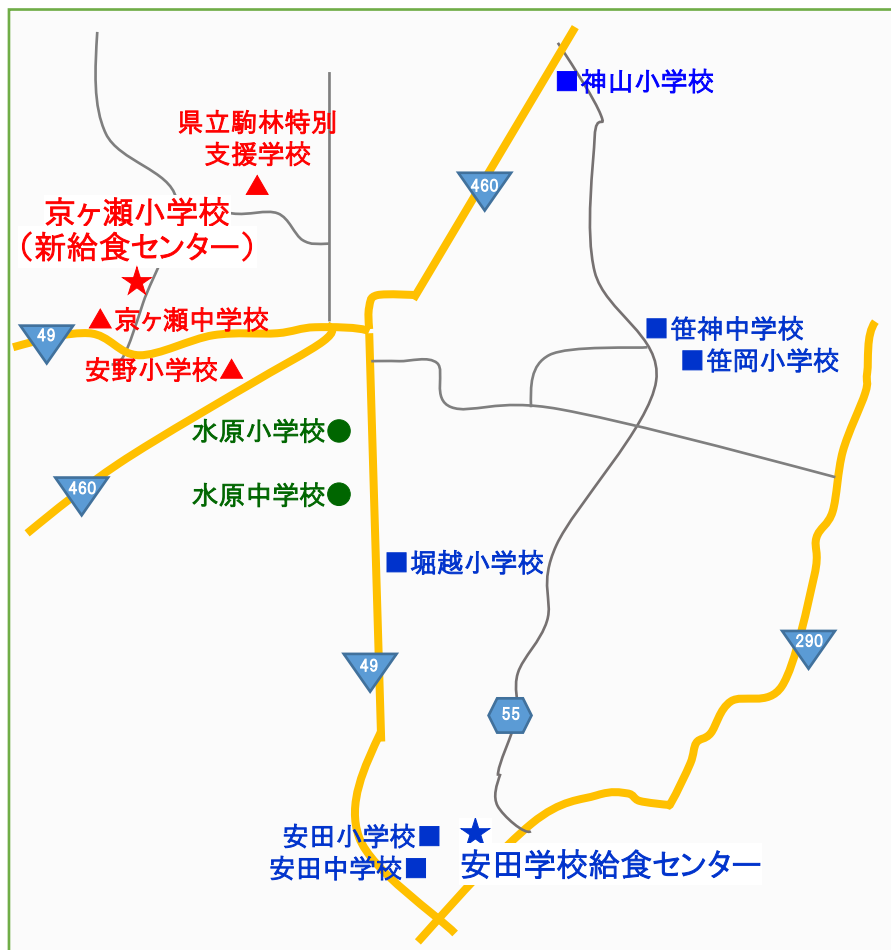 神山小学校
県立駒林特別
支援学校
460
京ヶ瀬小学校
（新給食センター）
京ヶ瀬中学校
49
笹神中学校
笹岡小学校
安野小学校
水原小学校
460
水原中学校
堀越小学校
290
49
55
安田小学校
安田中学校
安田学校給食センター